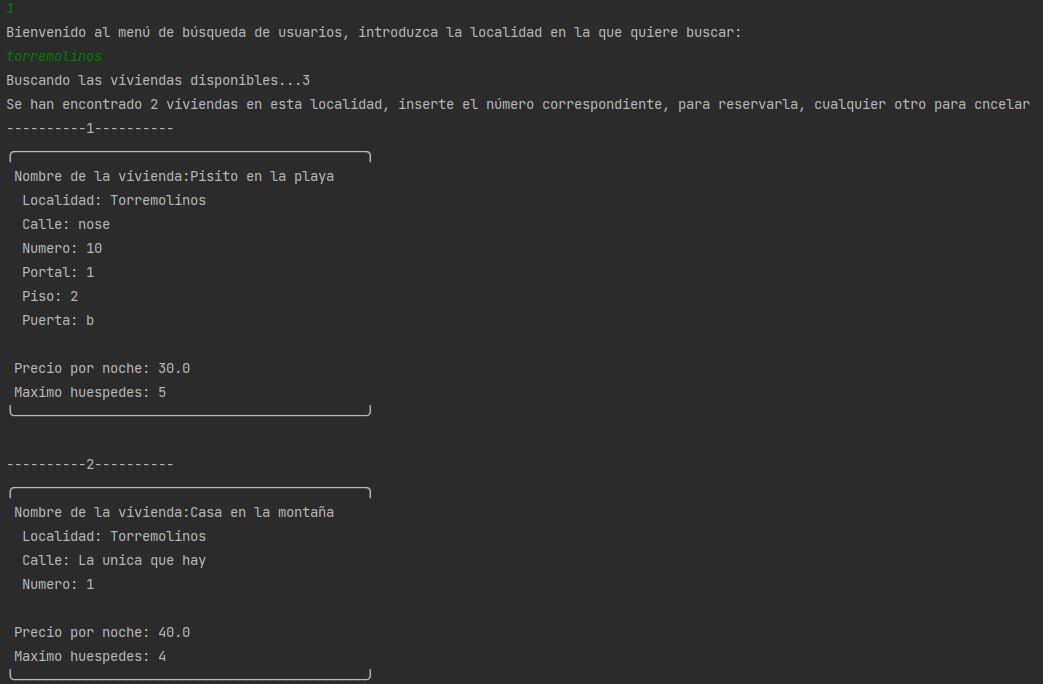 1
Bienvenido al menú de búsqueda de usuarios, introduzca la localidad en la que quiere buscar:
torremolinos
Buscando las viviendas disponibles...3
Se han encontrado 2 viviendas en esta localidad, inserte el número correspondiente, para reservarla, cualquier otro para cncelar
----------1----------
Nombre de la vivienda:Pisito en la playa
Localidad: Torremolinos
Calle: nose
Numero: 10
Portal: 1
Piso: 2
Puerta: b
Precio por noche: 30.0
Maximo huespedes: 5
----------2----------
Nombre de la vivienda:Casa en la montaña
Localidad: Torremolinos
Calle: La unica que hay
Numero: 1
Precio por noche: 40.0
Maximo huespedes: 4